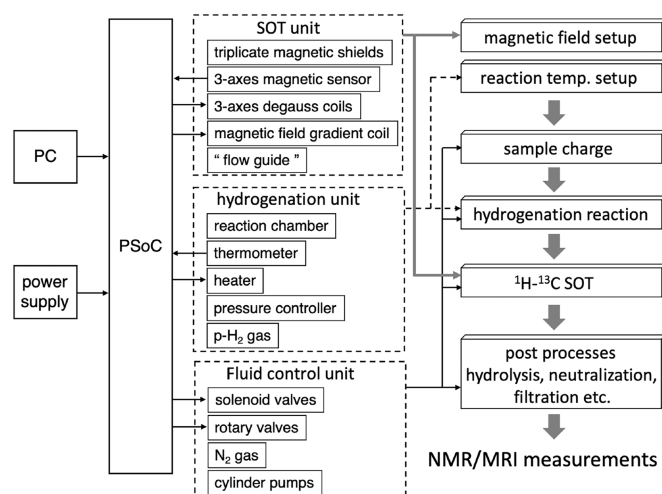 PC
power
supply
PSoC
SOT unit
triplicate magnetic shields
3-axes magnetic sensor
3-axes degauss coils
magnetic field gradient coil
“ flow guide ”
hydrogenation unit
reaction chamber
thermometer
heater
pressure controller
p-H₂ gas
Fluid control unit
solenoid valves
rotary valves
N₂ gas
cylinder pumps
magnetic field setup
reaction temp. setup
sample charge
hydrogenation reaction
¹H-¹³C SOT
post processes
hydrolysis, neutralization,
filtration etc.
NMR/MRI measurements